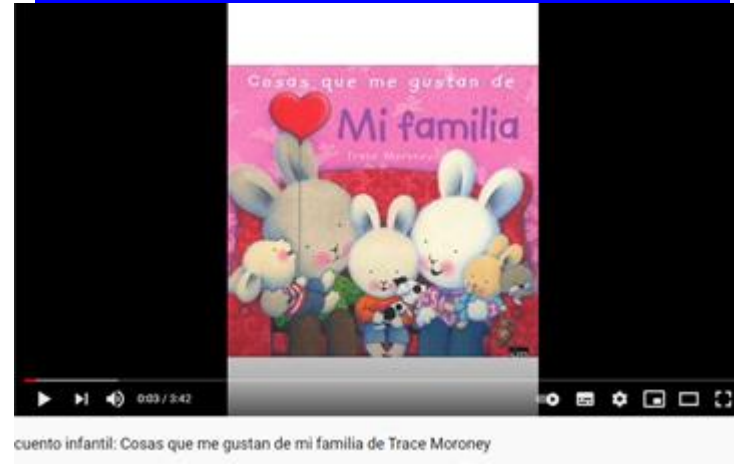 Cosas que me gustan de
Mi familia
Trace Moroney
sm
0:03 / 3:42
cuento infantil: Cosas que me gustan de mi familia de Trace Moroney